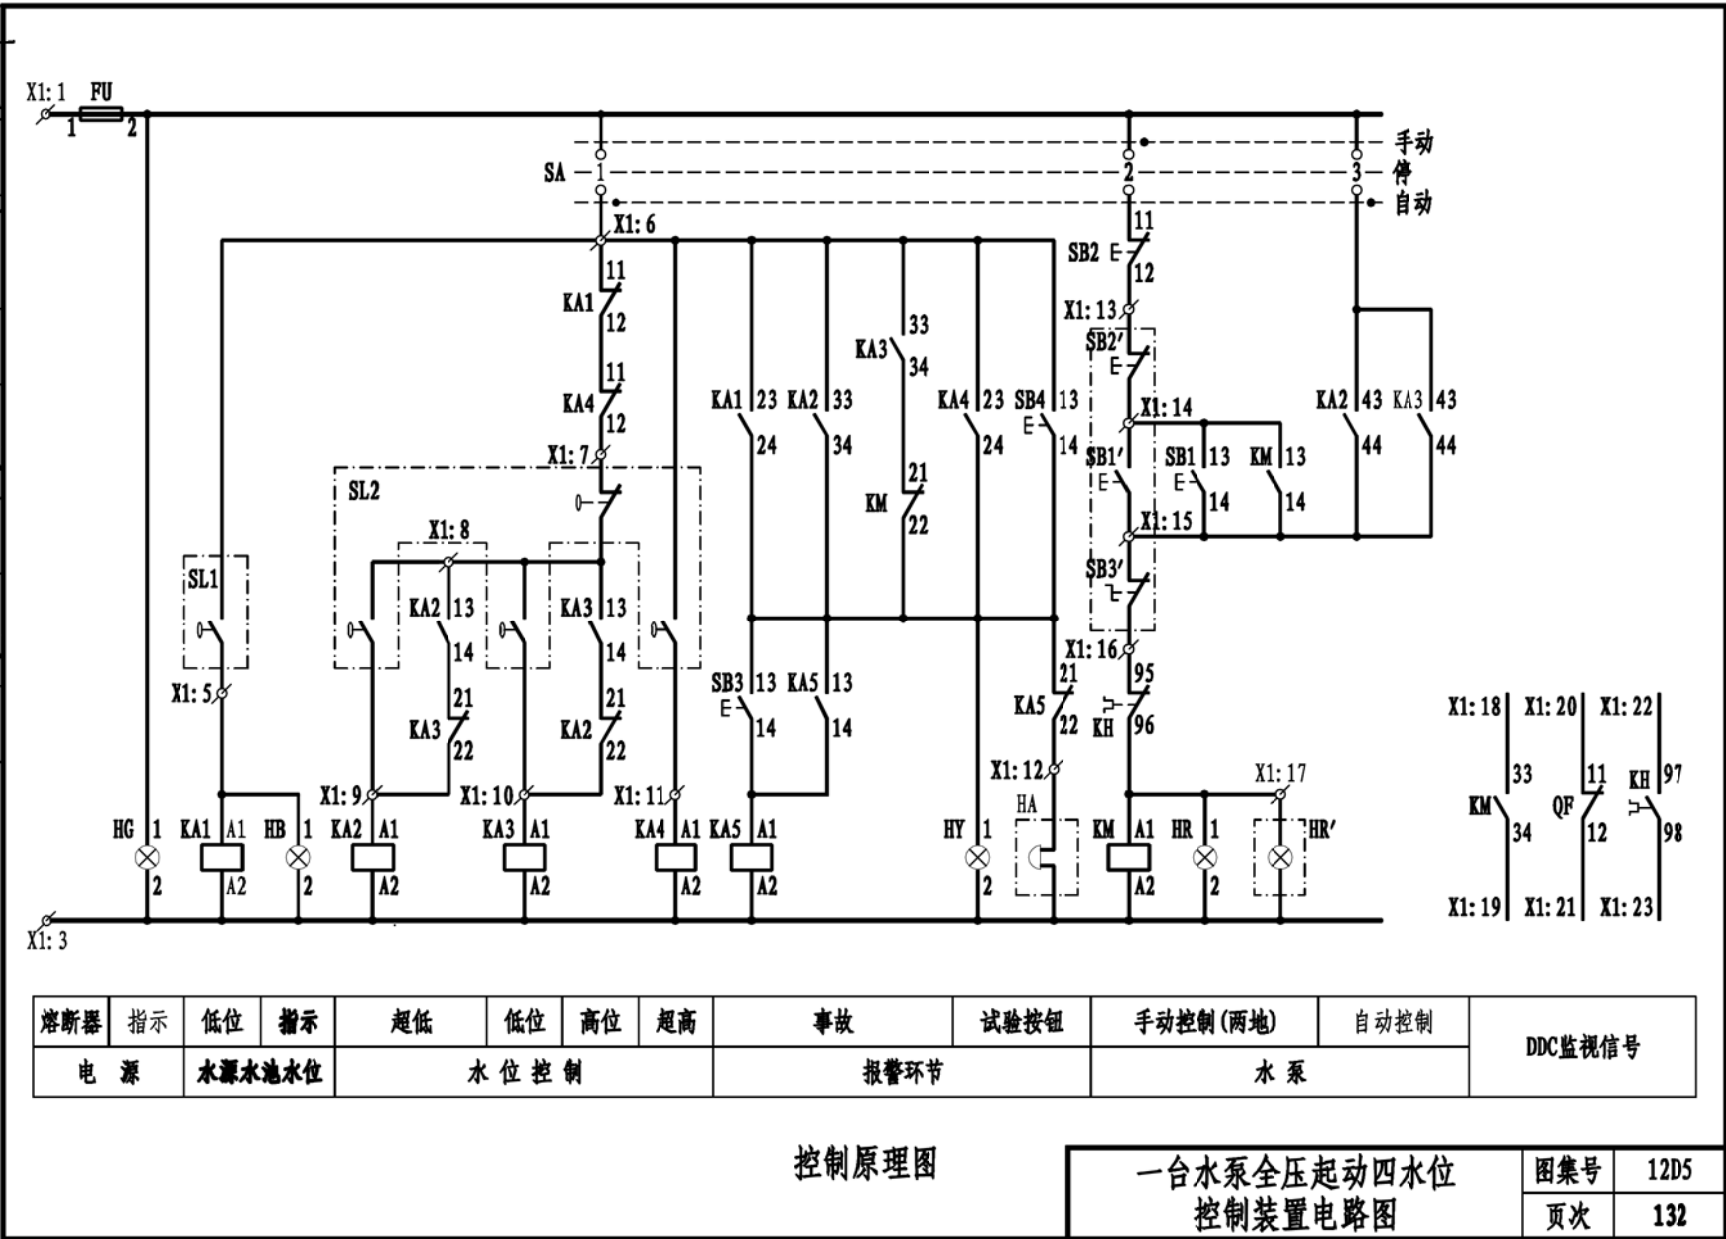 X1:1 FU
1 2
手动
SA 1 2 3 停
自动
X1:6
11
SB2
12
11
KA1
12
X1:13
SB2′
33
KA3
34
11
KA4
12
KA1 23 KA2 33 KA4 23 SB4 13 X1:14 KA2 43 KA3 43
24 34 24 14 44 44
X1:7
SB1′ SB1 13 KM 13
14 14
SL2
21
KM
22
X1:8
X1:15
SL1
SB3′
KA2 13 KA3 13
14 14
X1:16
X1:5
SB3 13 KA5 13 21 95
KA5
14 14 22 KH 96
21 21
KA3 KA2
22 22
X1:18 X1:20 X1:22
X1:9 X1:10 X1:11 X1:12 X1:17
33 11 KH 97
KM QF
34 12 98
HA
HG 1 KA1 A1 HB 1 KA2 A1 KA3 A1 KA4 A1 KA5 A1 HY 1 KM A1 HR 1 HR′
2 A2 2 A2 A2 A2 A2 2 A2 2
X1:19 X1:21 X1:23
X1:3
熔断器 指示 低位 指示 超低 低位 高位 超高 事故 试验按钮 手动控制(两地) 自动控制
DDC监视信号
电 源 水源水池水位 水 位 控 制 报警环节 水 泵
控制原理图
一台水泵全压起动四水位 图集号 12D5
控制装置电路图 页次 132